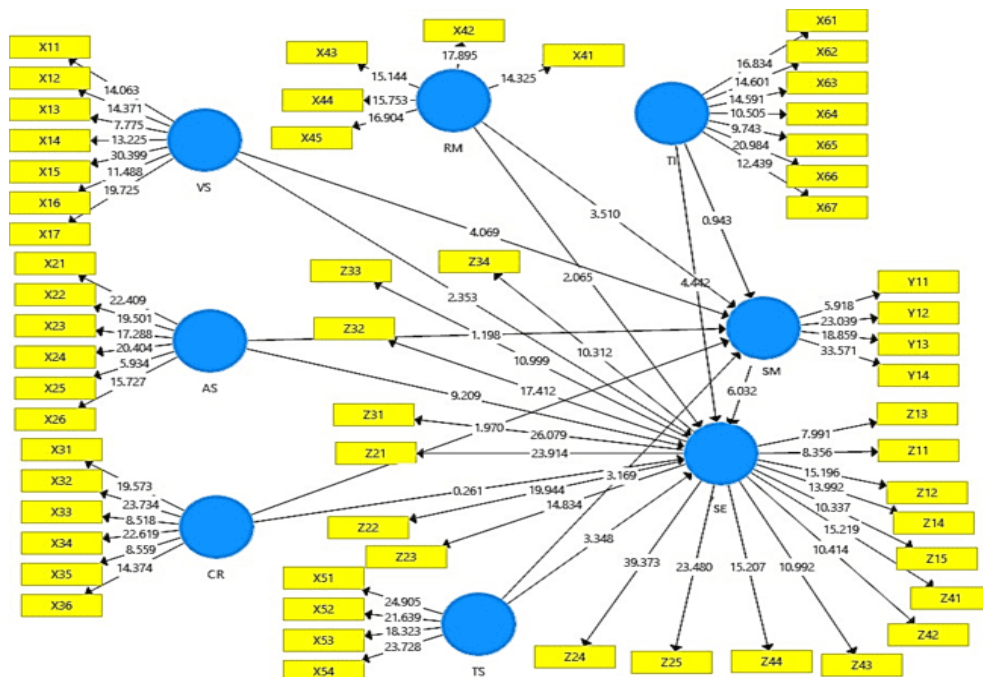 X11
X12
X13
X14
X15
X16
X17
14.063
14.371
7.775
13.225
30.399
11.488
19.725
VS
X43
X42
X41
X44
X45
15.144
17.895
14.325
15.753
16.904
RM
X61
X62
X63
X64
X65
X66
X67
16.834
14.601
14.591
10.505
9.743
20.984
12.439
TI
X21
X22
X23
X24
X25
X26
22.409
19.501
17.288
20.404
5.934
15.727
AS
4.069
3.510
0.943
2.065
4.442
2.353
1.198
Z33
Z34
Z32
10.999
10.312
17.412
9.209
Y11
Y12
Y13
Y14
5.918
23.039
18.859
33.571
SM
6.032
X31
X32
X33
X34
X35
X36
19.573
23.734
8.518
22.619
8.559
14.374
CR
1.970
0.261
3.169
3.348
Z31
Z21
Z22
Z23
26.079
23.914
19.944
14.834
SE
Z13
Z11
Z12
Z14
Z15
Z41
Z42
Z43
Z44
Z25
Z24
7.991
8.356
15.196
13.992
10.337
15.219
10.414
10.992
15.207
23.480
39.373
X51
X52
X53
X54
24.905
21.639
18.323
23.728
TS